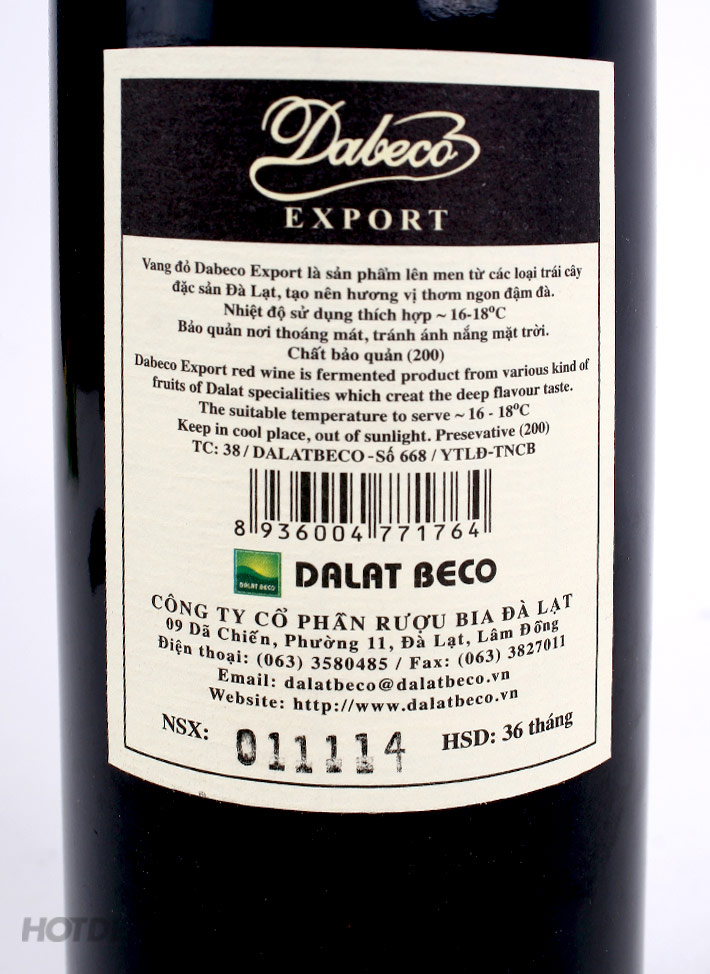 Dabeco
EXPORT
Vang đỏ Dabeco Export là sản phẩm lên men từ các loại trái cây
đặc sản Đà Lạt, tạo nên hương vị thơm ngon đậm đà.
Nhiệt độ sử dụng thích hợp ~ 16-18°C
Bảo quản nơi thoáng mát, tránh ánh nắng mặt trời.
Chất bảo quản (200)
Dabeco Export red wine is fermented product from various kind of
fruits of Dalat specialities which creat the deep flavour taste.
The suitable temperature to serve ~ 16 - 18°C
Keep in cool place, out of sunlight. Presevative (200)
TC: 38 / DALATBECO - Số 668 / YTLĐ-TNCB
8 936004 771764
DALAT BECO DALAT BECO
CÔNG TY CỔ PHẦN RƯỢU BIA ĐÀ LẠT
09 Dã Chiến, Phường 11, Đà Lạt, Lâm Đồng
Điện thoại: (063) 3580485 / Fax: (063) 3827011
Email: dalatbeco@dalatbeco.vn
Website: http://www.dalatbeco.vn
NSX: 011114 HSD: 36 tháng